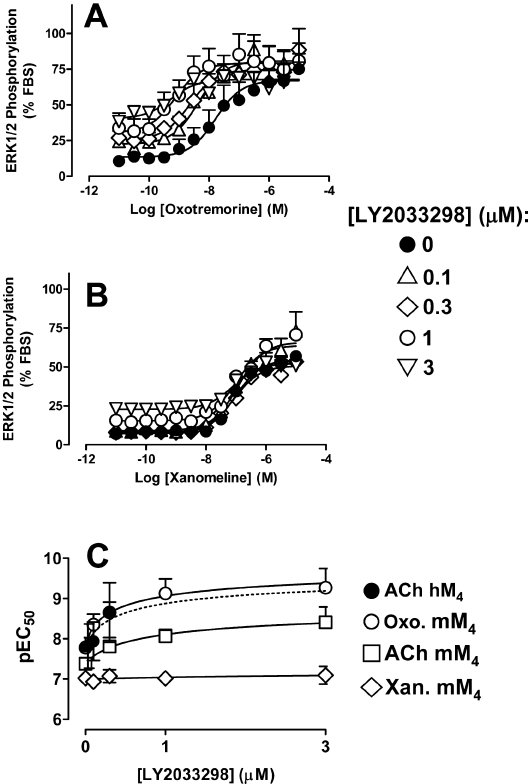 A
ERK1/2 Phosphorylation
(% FBS)
100
75
50
25
0
-12 -10 -8 -6 -4
Log [Oxotremorine] (M)
[LY2033298] (μM):
0
0.1
0.3
1
3
B
ERK1/2 Phosphorylation
(% FBS)
100
75
50
25
0
-12 -10 -8 -6 -4
Log [Xanomeline] (M)
C
pEC50
10
9
8
7
6
0 1 3
[LY2033298] (μM)
ACh hM4
Oxo. mM4
ACh mM4
Xan. mM4